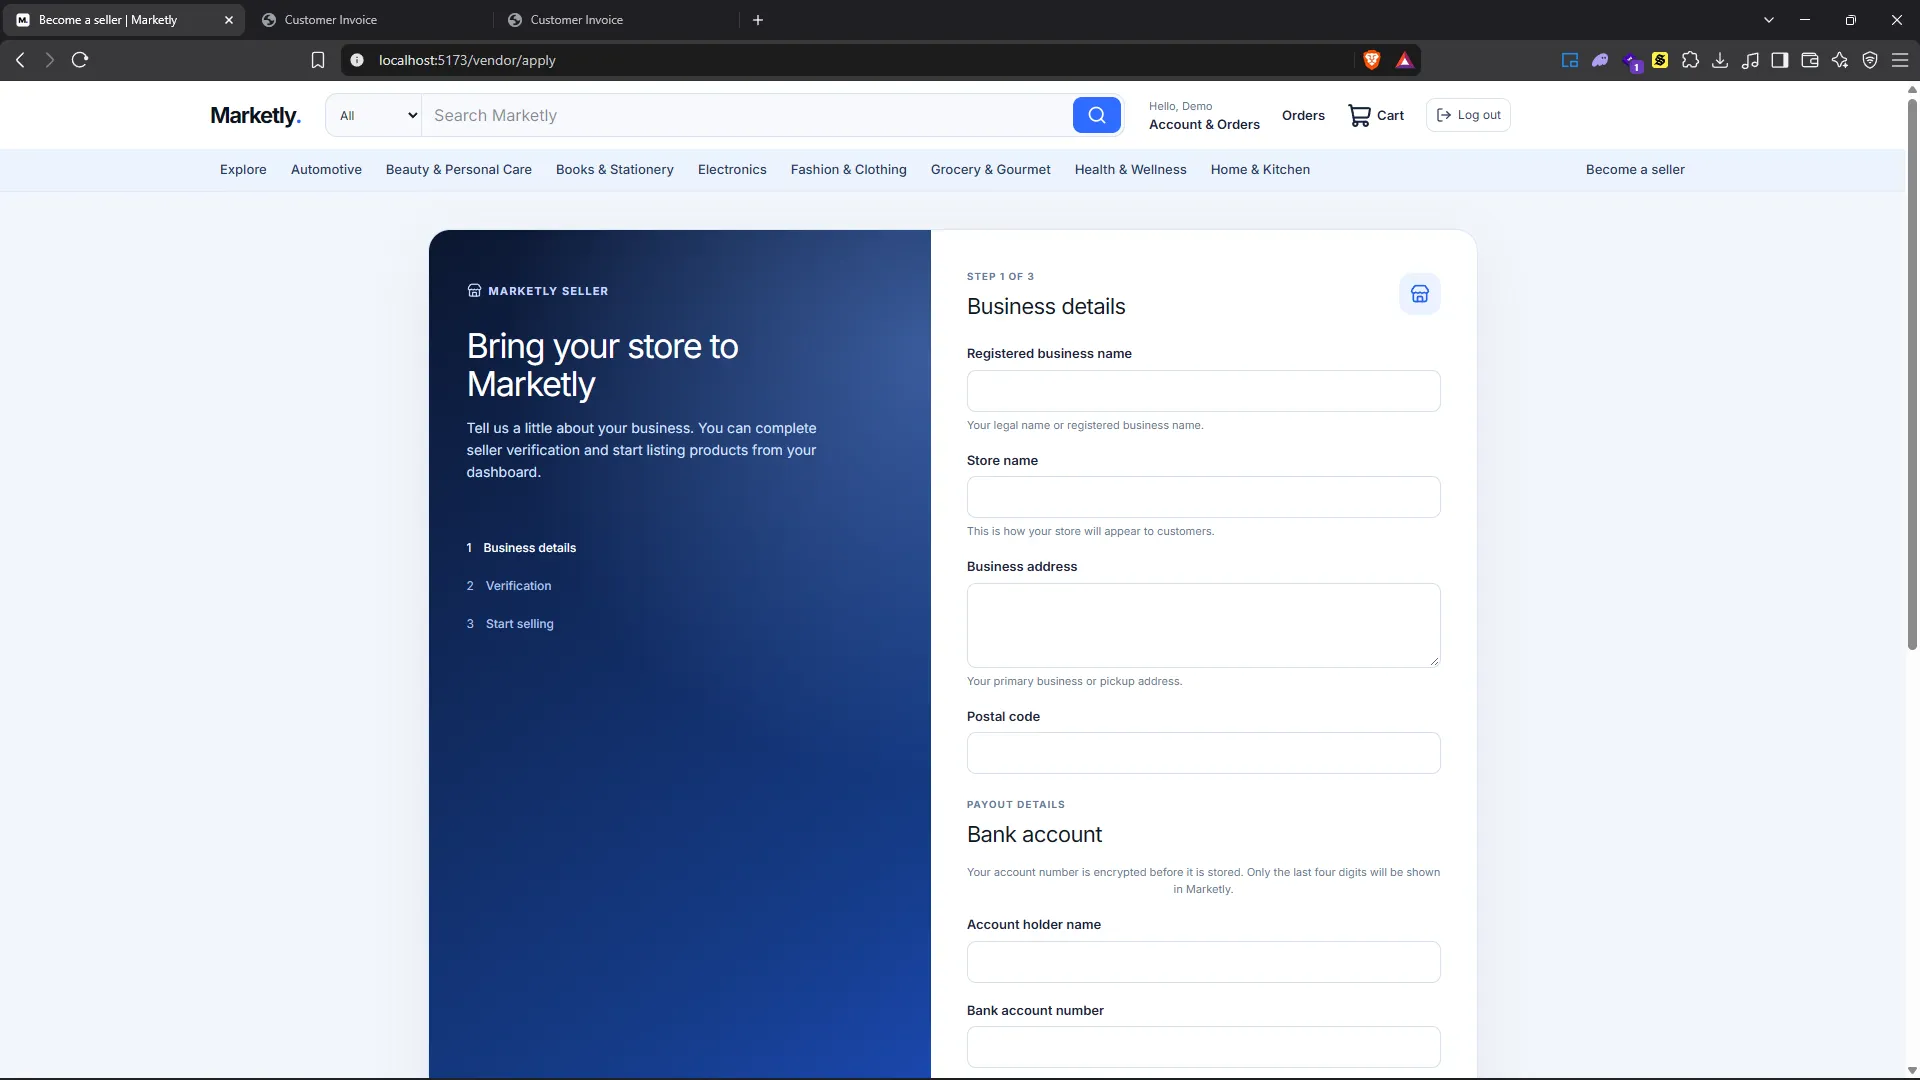 Become a seller | Marketly
Customer Invoice
Customer Invoice
localhost:5173/vendor/apply
1
Marketly.
All
Search Marketly
Hello, Demo
Account & Orders
Orders
Cart
Log out
Explore
Automotive
Beauty & Personal Care
Books & Stationery
Electronics
Fashion & Clothing
Grocery & Gourmet
Health & Wellness
Home & Kitchen
Become a seller
MARKETLY SELLER
Bring your store to
Marketly
Tell us a little about your business. You can complete
seller verification and start listing products from your
dashboard.
1 Business details
2 Verification
3 Start selling
STEP 1 OF 3
Business details
Registered business name
Your legal name or registered business name.
Store name
This is how your store will appear to customers.
Business address
Your primary business or pickup address.
Postal code
PAYOUT DETAILS
Bank account
Your account number is encrypted before it is stored. Only the last four digits will be shown
in Marketly.
Account holder name
Bank account number